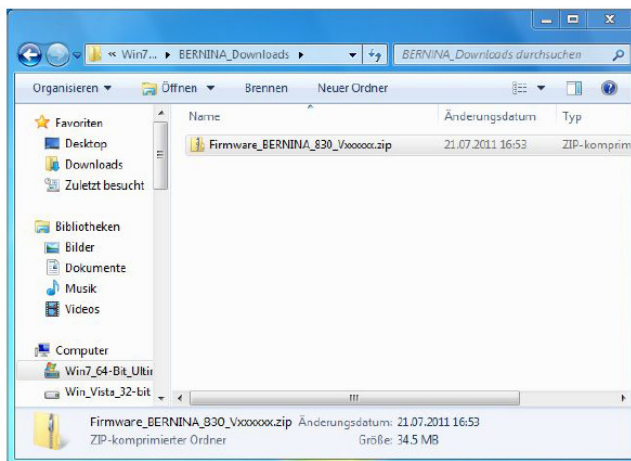 « Win7... ▸ BERNINA_Downloads ▸ BERNINA_Downloads durchsuchen
Organisieren Öffnen Brennen Neuer Ordner
Favoriten
Desktop
Downloads
Zuletzt besucht
Bibliotheken
Bilder
Dokumente
Musik
Videos
Computer
Win7_64-Bit_Ultir
Win_Vista_32-bit
Name Änderungsdatum Typ
Firmware_BERNINA_830_Vxxxxxx.zip 21.07.2011 16:53 ZIP-komprim
Firmware_BERNINA_830_Vxxxxxx.zip Änderungsdatum: 21.07.2011 16:53
ZIP-komprimierter Ordner Größe: 34.5 MB